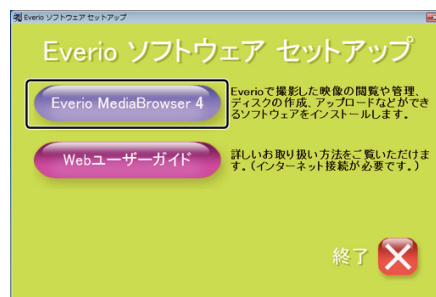 Everio ソフトウェア セットアップ
Everio ソフトウェア セットアップ
Everio MediaBrowser 4
Everioで撮影した映像の閲覧や管理、
ディスクの作成、アップロードなどができ
るソフトウェアをインストールします。
Webユーザーガイド
詳しいお取り扱い方法をご覧いただけま
す。(インターネット接続が必要です。)
終了